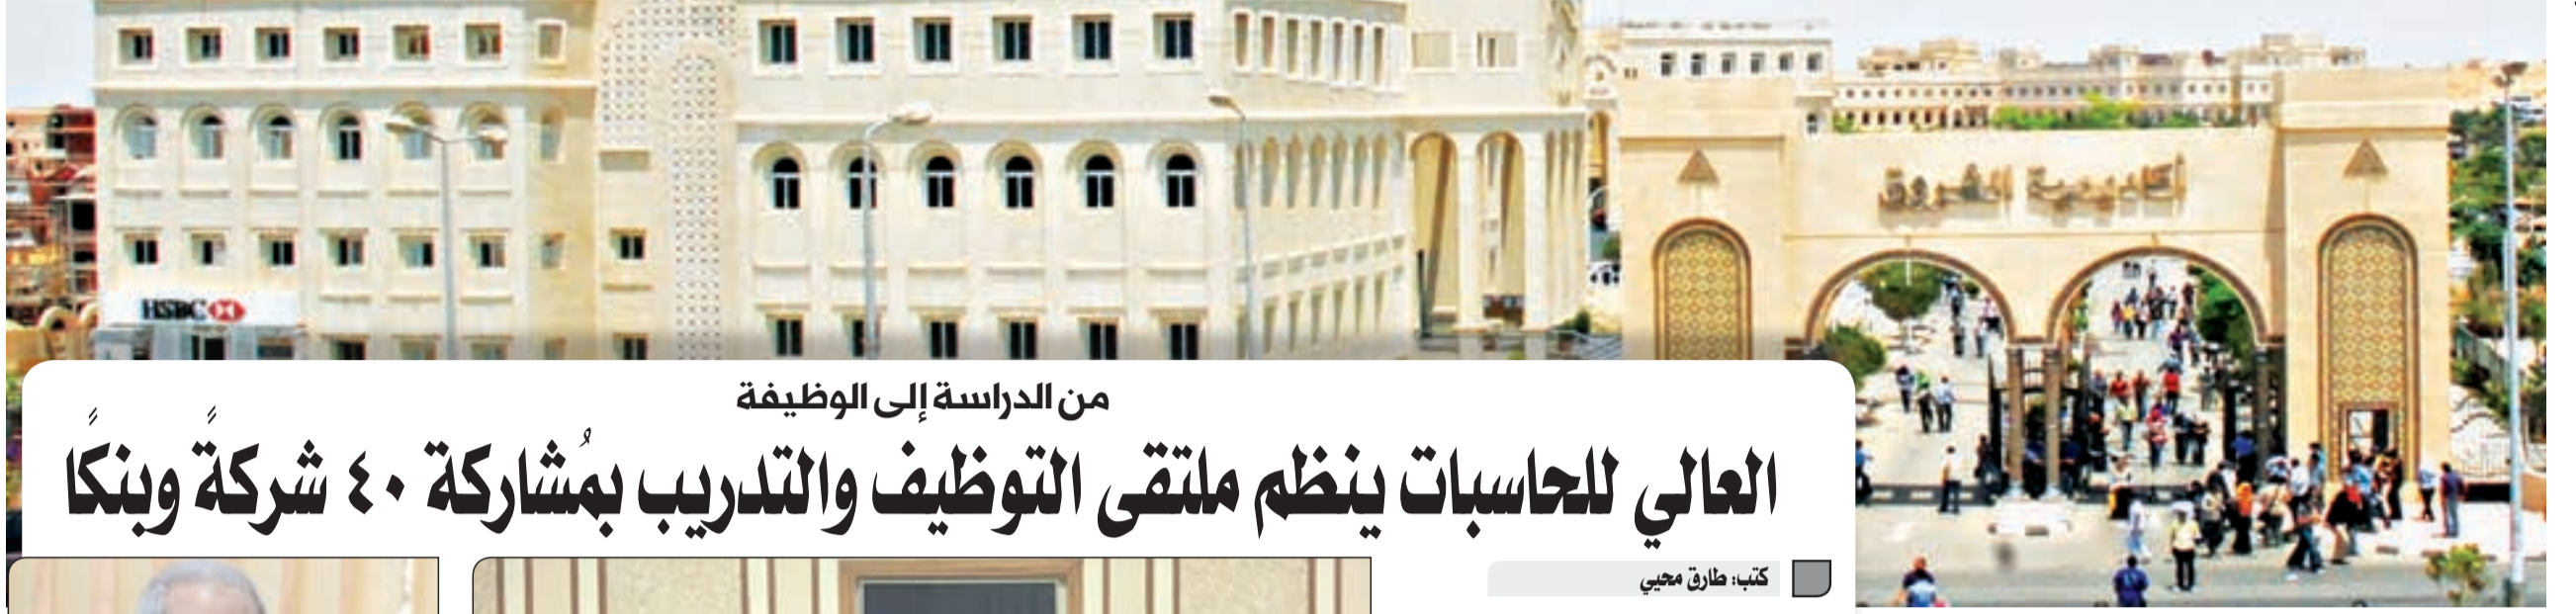 أكاديمية الشروق
HSBC
من الدراسة إلى الوظيفة
العالي للحاسبات ينظم ملتقى التوظيف والتدريب بمُشاركة ٤٠ شركةً وبنكًا
كتب: طارق محيي